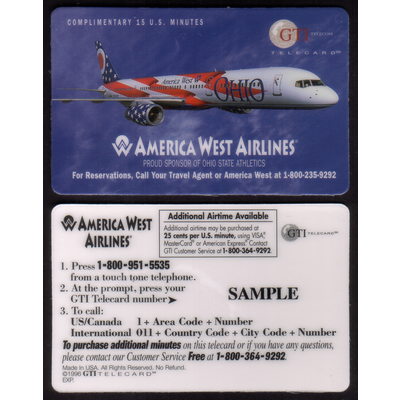 COMPLIMENTARY 15 U.S. MINUTES
GTI TELECOM
TELECARD™
America West
OHIO
AMERICA WEST AIRLINES®
PROUD SPONSOR OF OHIO STATE ATHLETICS
For Reservations, Call Your Travel Agent or America West at 1-800-235-9292
AMERICA WEST
AIRLINES®
Additional Airtime Available
Additional airtime may be purchased at
25 cents per U.S. minute, using VISA,®
MasterCard® or American Express.® Contact
GTI Customer Service at 1-800-364-9292.
GTI TELECARD™
1. Press 1-800-951-5535
from a touch tone telephone.
2. At the prompt, press your
GTI Telecard number
SAMPLE
3. To call:
US/Canada 1 + Area Code + Number
International 011 + Country Code + City Code + Number
To purchase additional minutes on this telecard or if you have any questions,
please contact our Customer Service Free at 1-800-364-9292.
Made In USA. All Rights Reserved. No Refund.
©1996 GTI TELECARD™
EXP.